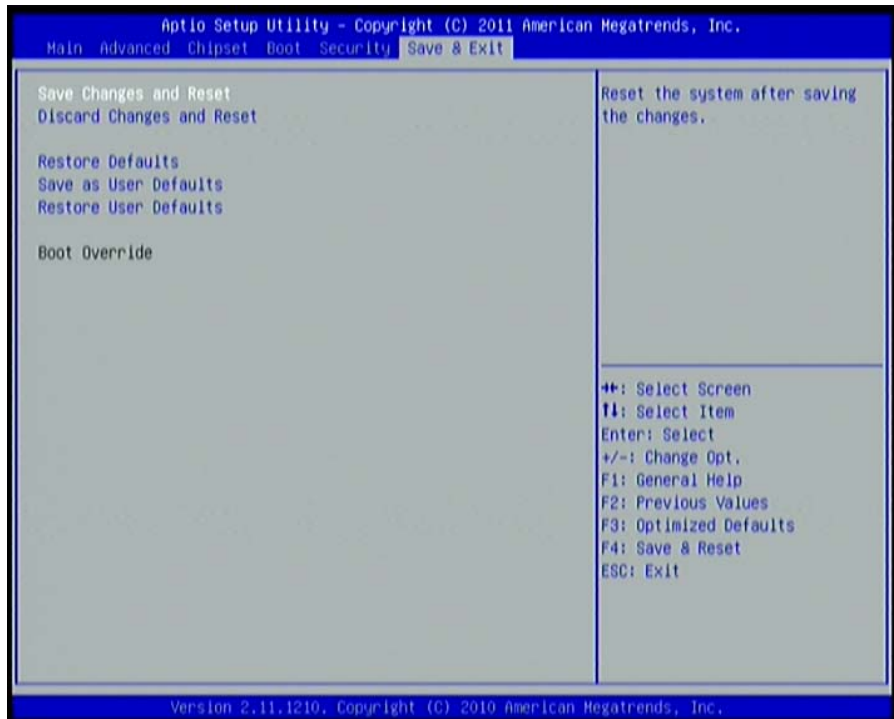 Aptio Setup Utility - Copyright (C) 2011 American Megatrends, Inc.
Main Advanced Chipset Boot Security Save & Exit
Save Changes and Reset
Discard Changes and Reset
Restore Defaults
Save as User Defaults
Restore User Defaults
Boot Override
Reset the system after saving
the changes.
→←: Select Screen
↑↓: Select Item
Enter: Select
+/-: Change Opt.
F1: General Help
F2: Previous Values
F3: Optimized Defaults
F4: Save & Reset
ESC: Exit
Version 2.11.1210. Copyright (C) 2010 American Megatrends, Inc.